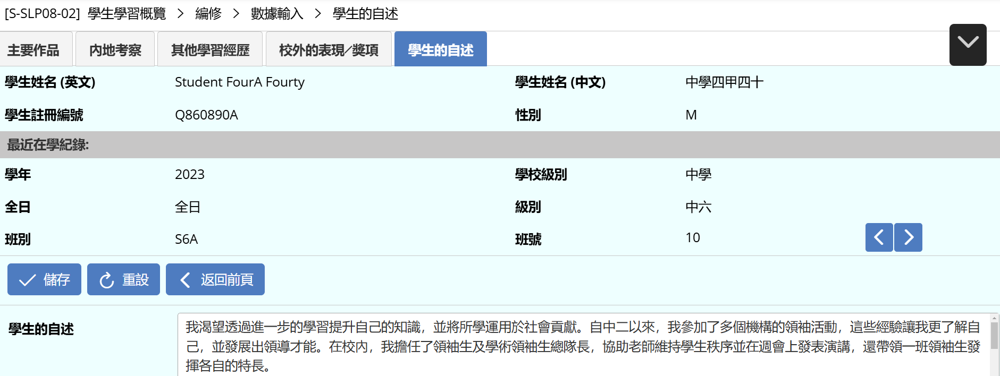 [S-SLP08-02] 學生學習概覽 > 編修 > 數據輸入 > 學生的自述
主要作品 內地考察 其他學習經歷 校外的表現/獎項 學生的自述
學生姓名 (英文) Student FourA Fourty 學生姓名 (中文) 中學四甲四十
學生註冊編號 Q860890A 性別 M
最近在學紀錄:
學年 2023 學校級別 中學
全日 全日 級別 中六
班別 S6A 班號 10
儲存 重設 返回前頁
學生的自述 我渴望透過進一步的學習提升自己的知識，並將所學運用於社會貢獻。自中二以來，我參加了多個機構的領袖活動，這些經驗讓我更了解自
己，並發展出領導才能。在校內，我擔任了領袖生及學術領袖生總隊長，協助老師維持學生秩序並在週會上發表演講，還帶領一班領袖生發
揮各自的特長。